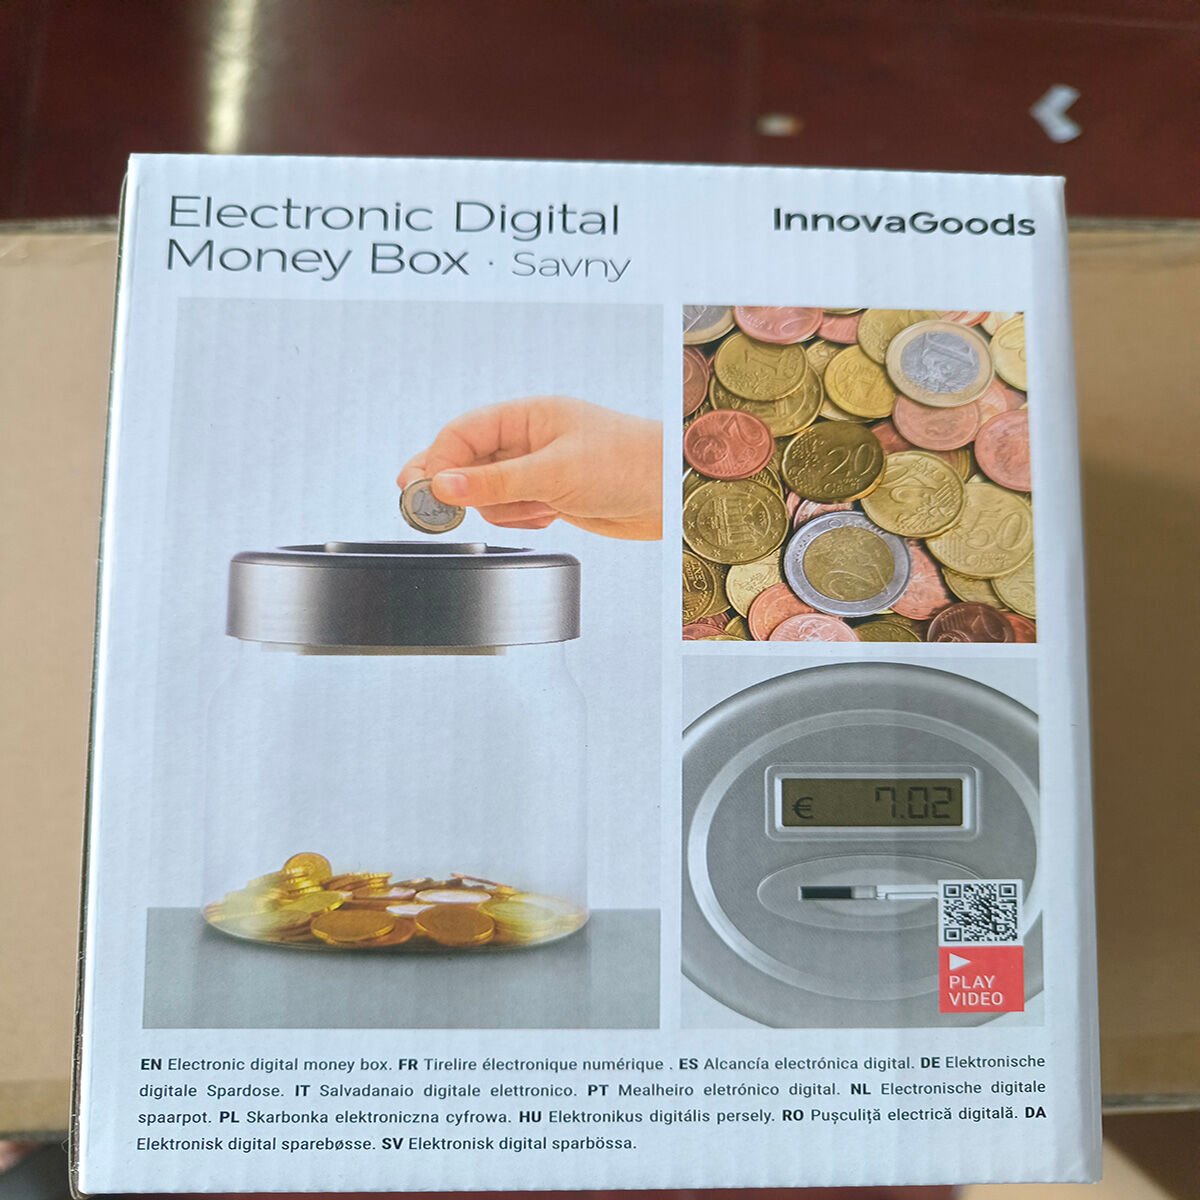 Electronic Digital
Money Box · Savny
InnovaGoods
20
50
€ 7.02
PLAY
VIDEO
EN Electronic digital money box. FR Tirelire électronique numérique . ES Alcancía electrónica digital. DE Elektronische
digitale Spardose. IT Salvadanaio digitale elettronico. PT Mealheiro eletrónico digital. NL Electronische digitale
spaarpot. PL Skarbonka elektroniczna cyfrowa. HU Elektronikus digitális persely. RO Pușculiță electrică digitală. DA
Elektronisk digital sparebøsse. SV Elektronisk digital sparbössa.